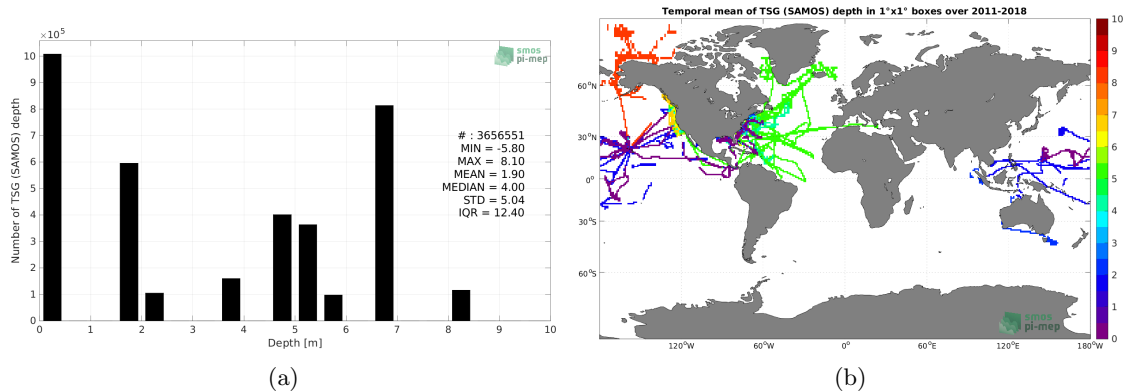 10 ×10⁵
9
8
7
6
5
4
3
2
1
0
Number of TSG (SAMOS) depth
0 1 2 3 4 5 6 7 8 9 10
Depth [m]
smos
pi-mep
# : 3656551
MIN = -5.80
MAX = 8.10
MEAN = 1.90
MEDIAN = 4.00
STD = 5.04
IQR = 12.40
(a)
Temporal mean of TSG (SAMOS) depth in 1°x1° boxes over 2011-2018
60°N
30°N
0°
30°S
60°S
120°W 60°W 0° 60°E 120°E 180°W
smos
pi-mep
10
9
8
7
6
5
4
3
2
1
0
(b)